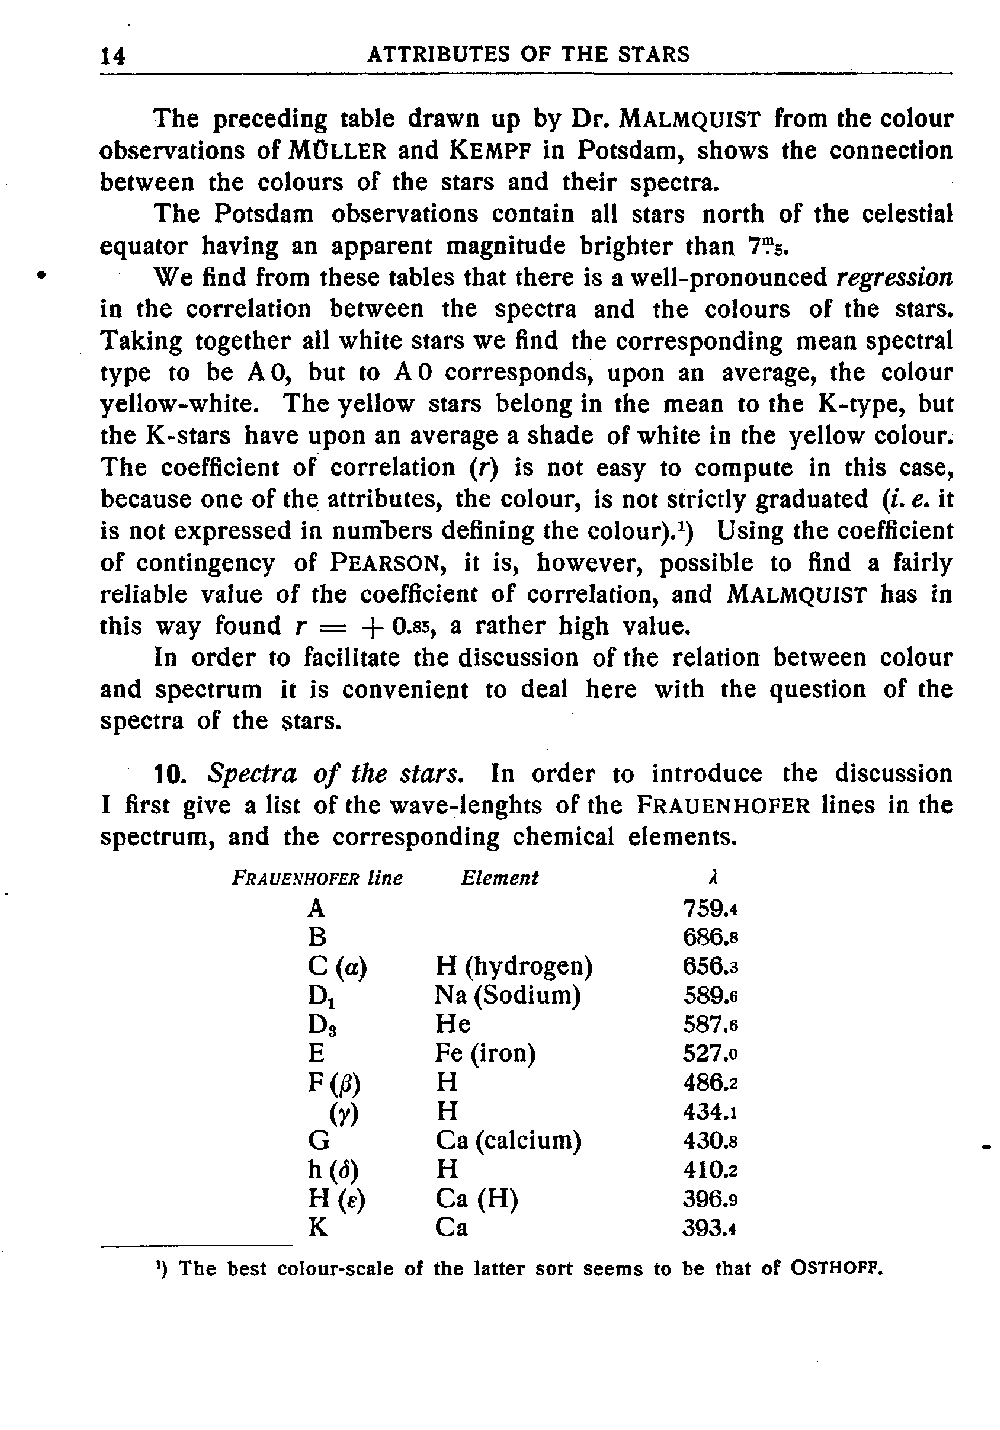 14 ATTRIBUTES OF THE STARS
The preceding table drawn up by Dr. MALMQUIST from the colour
observations of MÜLLER and KEMPF in Potsdam, shows the connection
between the colours of the stars and their spectra.
The Potsdam observations contain all stars north of the celestial
equator having an apparent magnitude brighter than 7ᵐ.5.
We find from these tables that there is a well-pronounced regression
in the correlation between the spectra and the colours of the stars.
Taking together all white stars we find the corresponding mean spectral
type to be A0, but to A0 corresponds, upon an average, the colour
yellow-white. The yellow stars belong in the mean to the K-type, but
the K-stars have upon an average a shade of white in the yellow colour.
The coefficient of correlation (r) is not easy to compute in this case,
because one of the attributes, the colour, is not strictly graduated (i. e. it
is not expressed in numbers defining the colour).¹) Using the coefficient
of contingency of PEARSON, it is, however, possible to find a fairly
reliable value of the coefficient of correlation, and MALMQUIST has in
this way found r = + 0.85, a rather high value.
In order to facilitate the discussion of the relation between colour
and spectrum it is convenient to deal here with the question of the
spectra of the stars.
10. Spectra of the stars. In order to introduce the discussion
I first give a list of the wave-lenghts of the FRAUENHOFER lines in the
spectrum, and the corresponding chemical elements.
FRAUENHOFER line Element λ
A 759.4
B 686.8
C (α) H (hydrogen) 656.3
D₁ Na (Sodium) 589.6
D₃ He 587.6
E Fe (iron) 527.0
F (β) H 486.2
(γ) H 434.1
G Ca (calcium) 430.8
h (δ) H 410.2
H (ε) Ca (H) 396.9
K Ca 393.4
¹) The best colour-scale of the latter sort seems to be that of OSTHOFF.